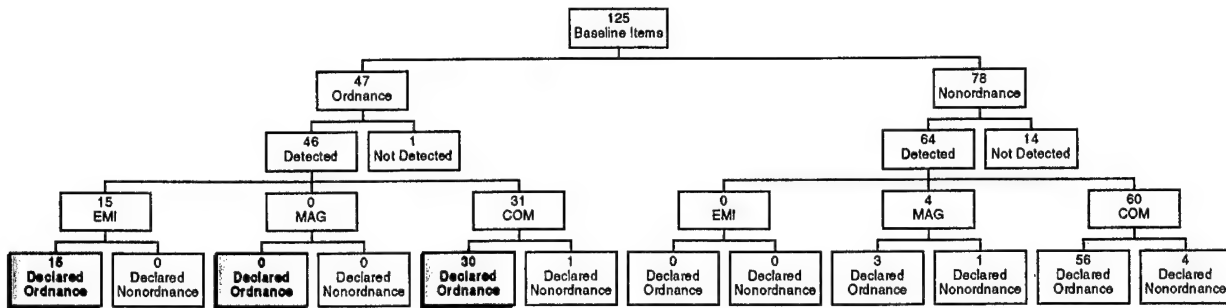 125
Baseline Items
47
Ordnance
78
Nonordnance
46
Detected
1
Not Detected
64
Detected
14
Not Detected
15
EMI
0
MAG
31
COM
0
EMI
4
MAG
60
COM
15
Declared
Ordnance
0
Declared
Nonordnance
0
Declared
Ordnance
0
Declared
Nonordnance
30
Declared
Ordnance
1
Declared
Nonordnance
0
Declared
Ordnance
0
Declared
Nonordnance
3
Declared
Ordnance
1
Declared
Nonordnance
56
Declared
Ordnance
4
Declared
Nonordnance